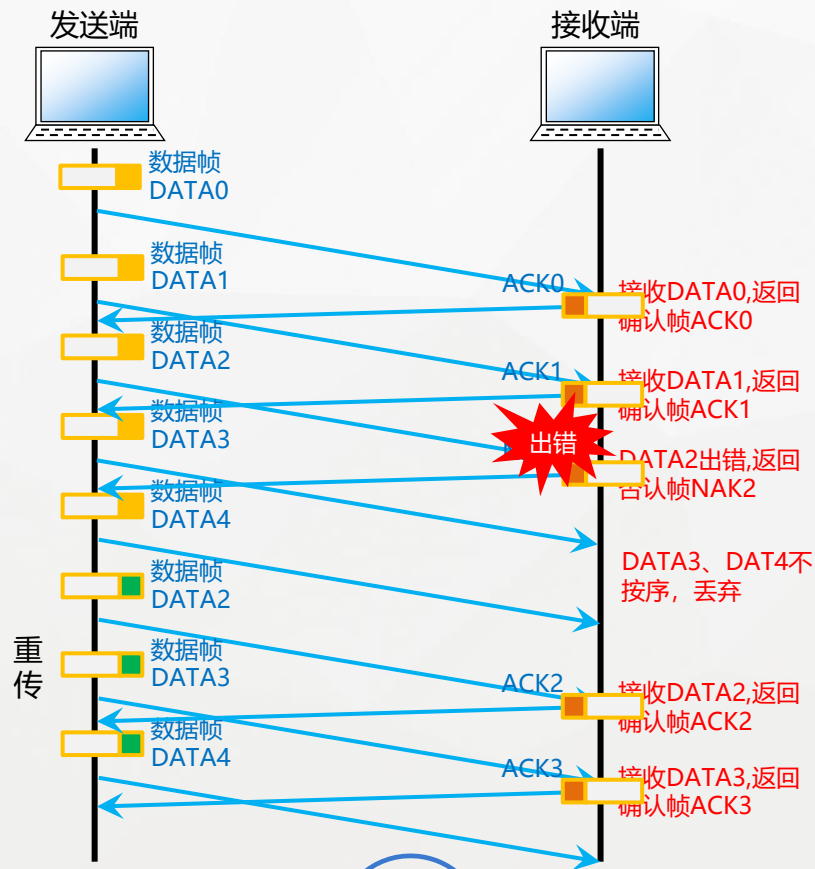 发送端
接收端
数据帧
DATA0
数据帧
DATA1
ACK0
接收DATA0,返回
确认帧ACK0
数据帧
DATA2
ACK1
接收DATA1,返回
确认帧ACK1
数据帧
DATA3
出错
DATA2出错,返回
否认帧NAK2
数据帧
DATA4
DATA3、DAT4不
按序，丢弃
数据帧
DATA2
重
传
数据帧
DATA3
ACK2
接收DATA2,返回
确认帧ACK2
数据帧
DATA4
ACK3
接收DATA3,返回
确认帧ACK3